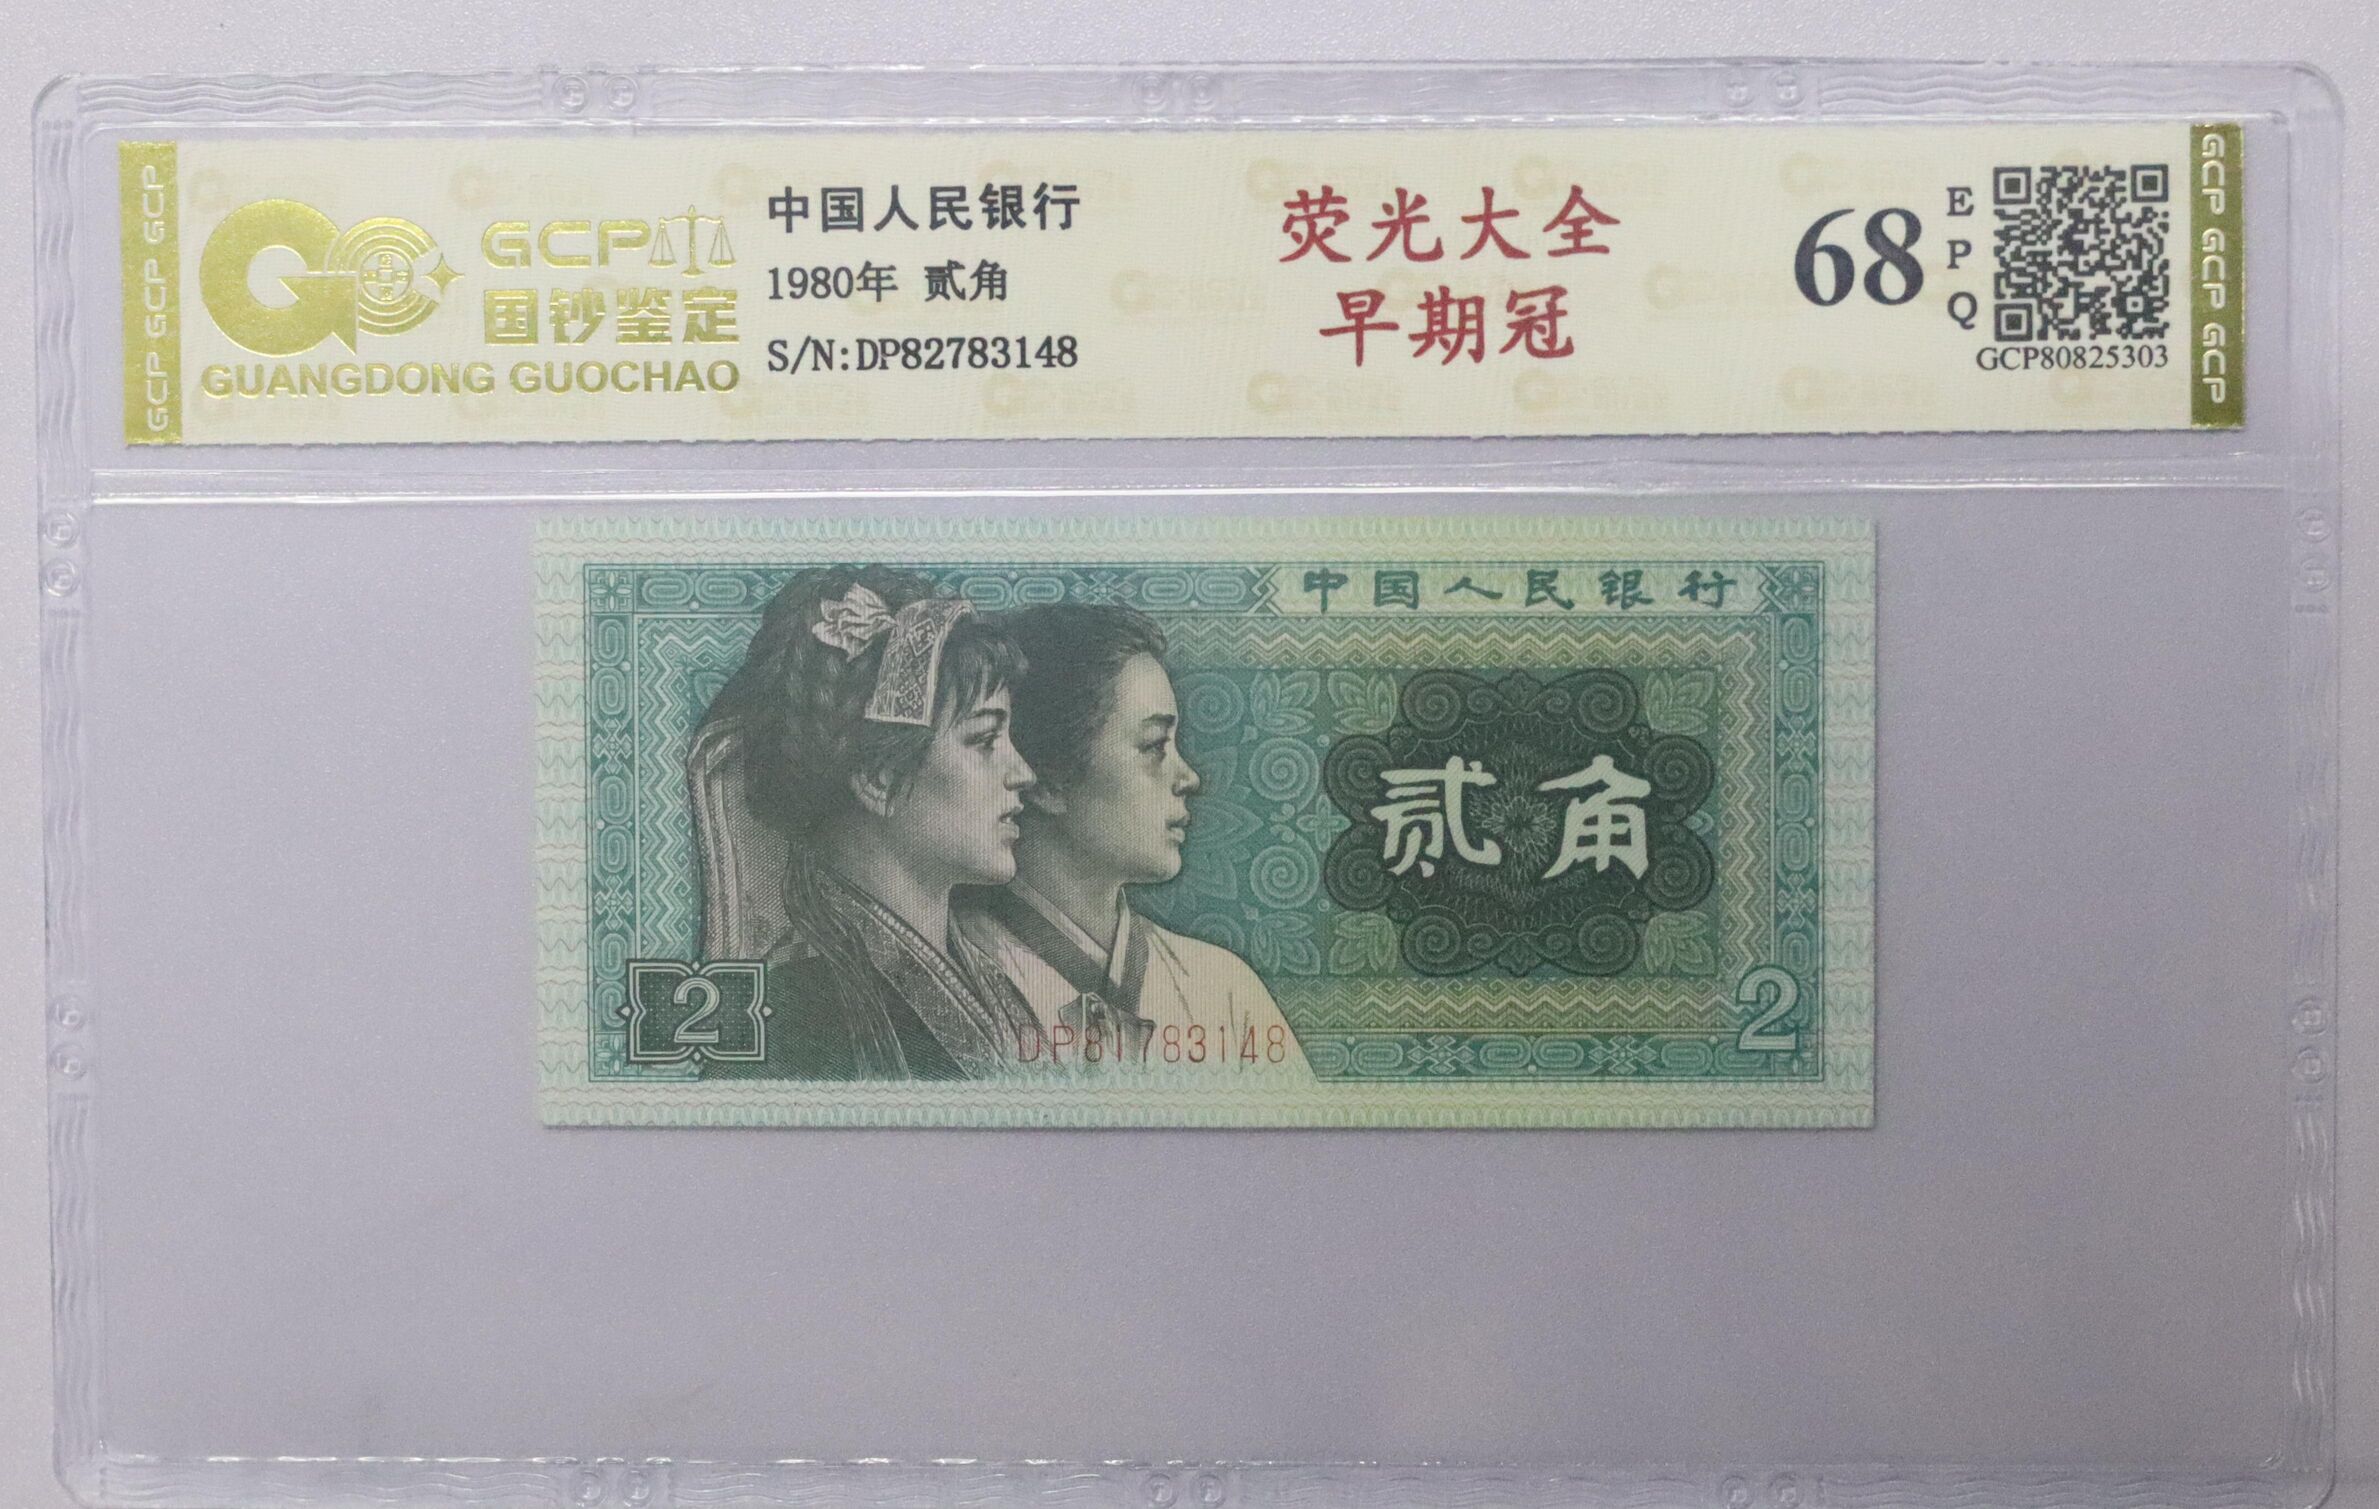 GCP GCP GCP
GCP
国钞鉴定
GUANGDONG GUOCHAO
中国人民银行
1980年 贰角
S/N:DP82783148
荧光大全
早期冠
68
EPQ
GCP80825303
GCP GCP GCP
中国人民银行
贰角
2
2
DP81783148